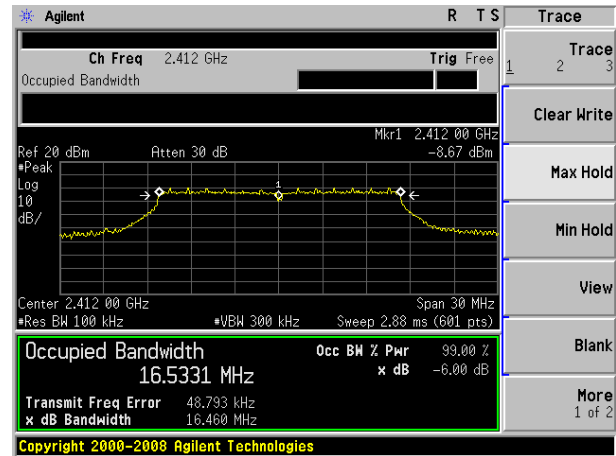 Agilent R T S Trace
Ch Freq 2.412 GHz Trig Free
Occupied Bandwidth
Trace
1 2 3
Clear Write
Max Hold
Min Hold
View
Blank
More
1 of 2
Mkr1 2.412 00 GHz
Ref 20 dBm Atten 30 dB -8.67 dBm
#Peak
Log
10
dB/
1
Center 2.412 00 GHz Span 30 MHz
#Res BW 100 kHz #VBW 300 kHz Sweep 2.88 ms (601 pts)
Occupied Bandwidth Occ BW % Pwr 99.00 %
16.5331 MHz x dB -6.00 dB
Transmit Freq Error 48.793 kHz
x dB Bandwidth 16.460 MHz
Copyright 2000-2008 Agilent Technologies